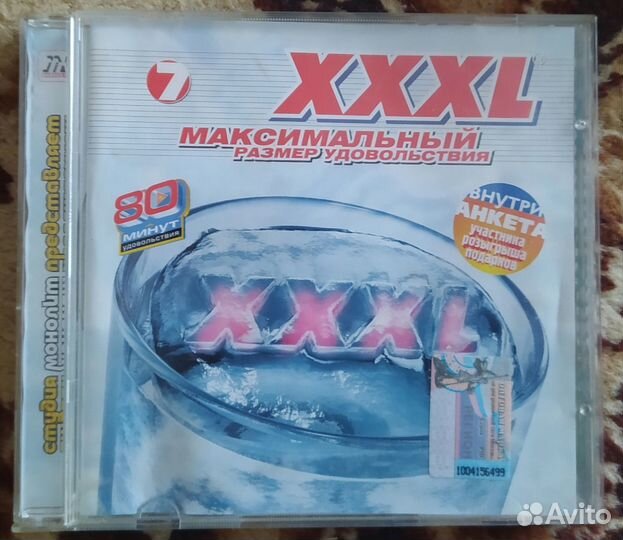 студия монолит представляет
7
XXXL
МАКСИМАЛЬНЫЙ
РАЗМЕР УДОВОЛЬСТВИЯ
80
МИНУТ
УДОВОЛЬСТВИЯ
ВНУТРИ
АНКЕТА
участника
розыгрыша
подарков
XXXL
1004156499
Avito